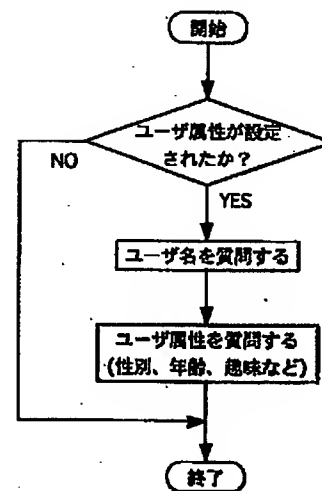 開始
ユーザ属性が設定
されたか？
NO
YES
ユーザ名を質問する
ユーザ属性を質問する
(性別、年齢、趣味など)
終了